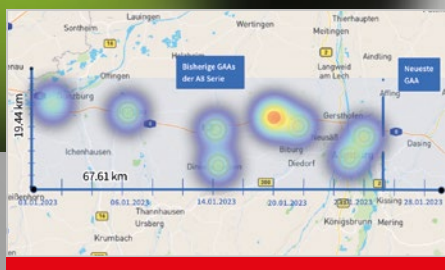 Lauingen
Thierhaupten
Sontheim
Wertingen
Meitingen
Aindling
Offingen
Bisherige GAAs
der A8 Serie
Langweid
am Lech
Neueste
GAA
Affing
Gersthofen
19.44 km
Ichenhausen
Biburg
Diedorf
Dasing
67.61 km
03.01.2023
06.01.2023
14.01.2023
20.01.2023
28.01.2023
Thannhausen
Ursberg
Krumbach
Königsbrunn
Kissing
Mering